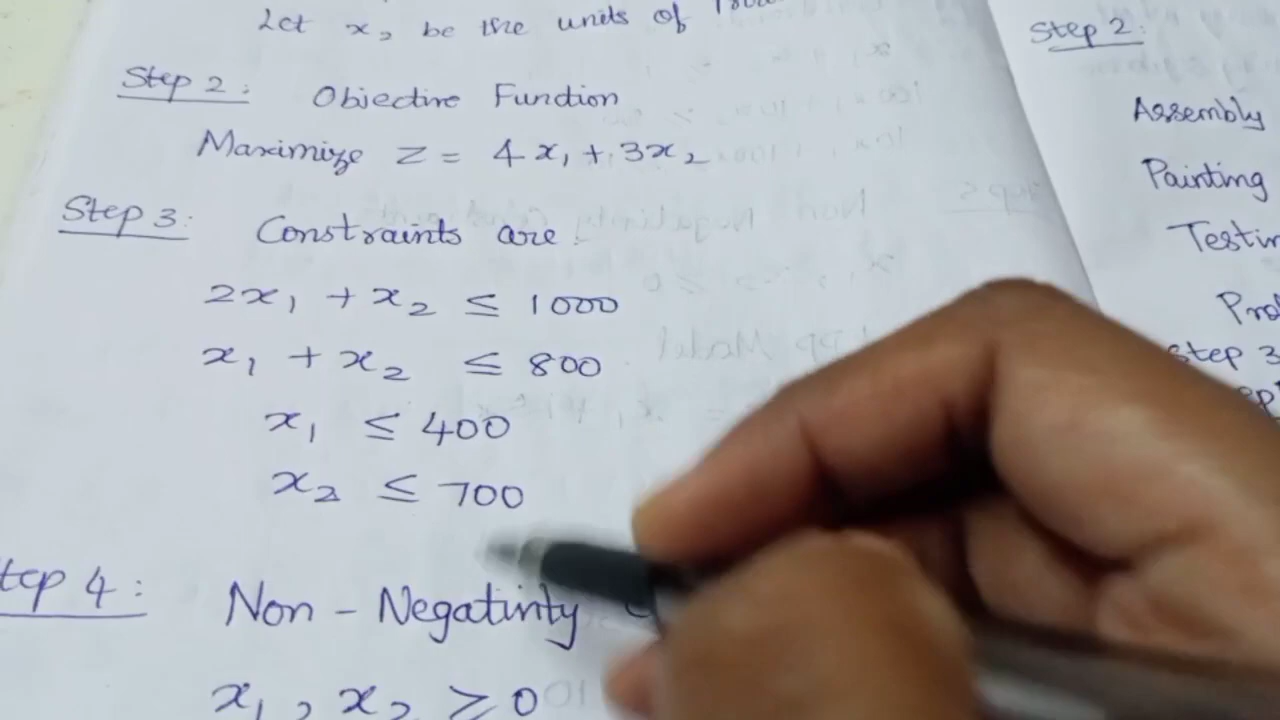 Let x₂ be the units of
Step 2: Objective Function
Maximize Z = 4x₁ + 3x₂
Step 3: Constraints are
2x₁ + x₂ ≤ 1000
x₁ + x₂ ≤ 800
x₁ ≤ 400
x₂ ≤ 700
tep 4: Non-Negativity
x₁, x₂ ≥ 0
Step 2:
Assembly
Painting
Testin
Pro
Step 3